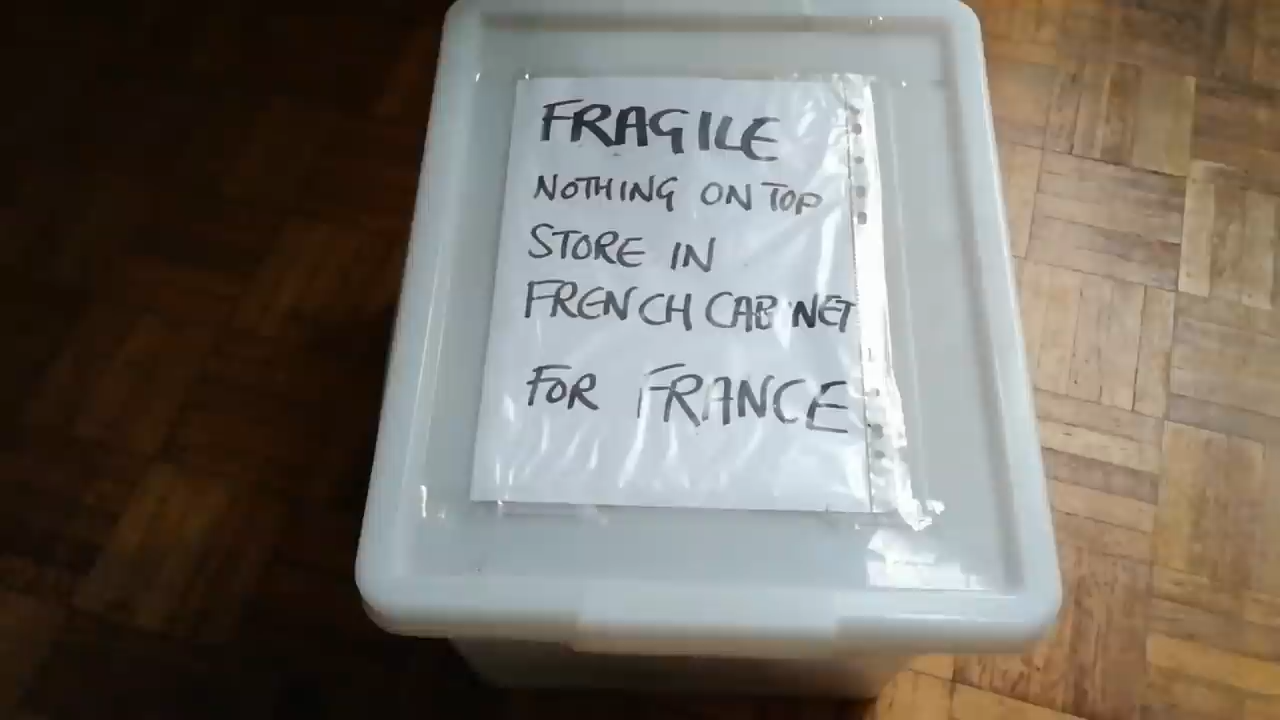 FRAGILE
NOTHING ON TOP
STORE IN
FRENCH CABINET
FOR FRANCE